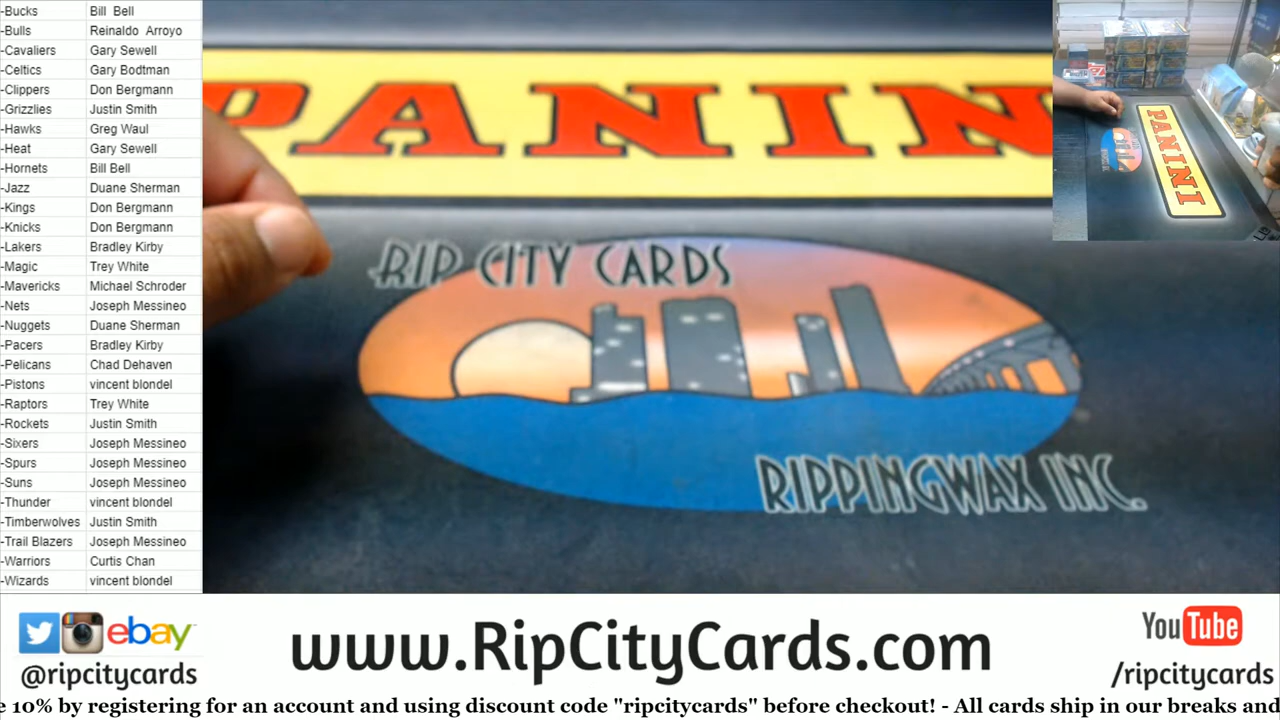 -Bucks Bill Bell
-Bulls Reinaldo Arroyo
-Cavaliers Gary Sewell
-Celtics Gary Bodtman
-Clippers Don Bergmann
-Grizzlies Justin Smith
-Hawks Greg Waul
-Heat Gary Sewell
-Hornets Bill Bell
-Jazz Duane Sherman
-Kings Don Bergmann
-Knicks Don Bergmann
-Lakers Bradley Kirby
-Magic Trey White
-Mavericks Michael Schroder
-Nets Joseph Messineo
-Nuggets Duane Sherman
-Pacers Bradley Kirby
-Pelicans Chad Dehaven
-Pistons vincent blondel
-Raptors Trey White
-Rockets Justin Smith
-Sixers Joseph Messineo
-Spurs Joseph Messineo
-Suns Joseph Messineo
-Thunder vincent blondel
-Timberwolves Justin Smith
-Trail Blazers Joseph Messineo
-Warriors Curtis Chan
-Wizards vincent blondel
PANIN
RIP CITY CARDS
RIPPINGWAX INC.
PANINI
ebay
@ripcitycards
www.RipCityCards.com
YouTube
/ripcitycards
e 10% by registering for an account and using discount code "ripcitycards" before checkout! - All cards ship in our breaks and